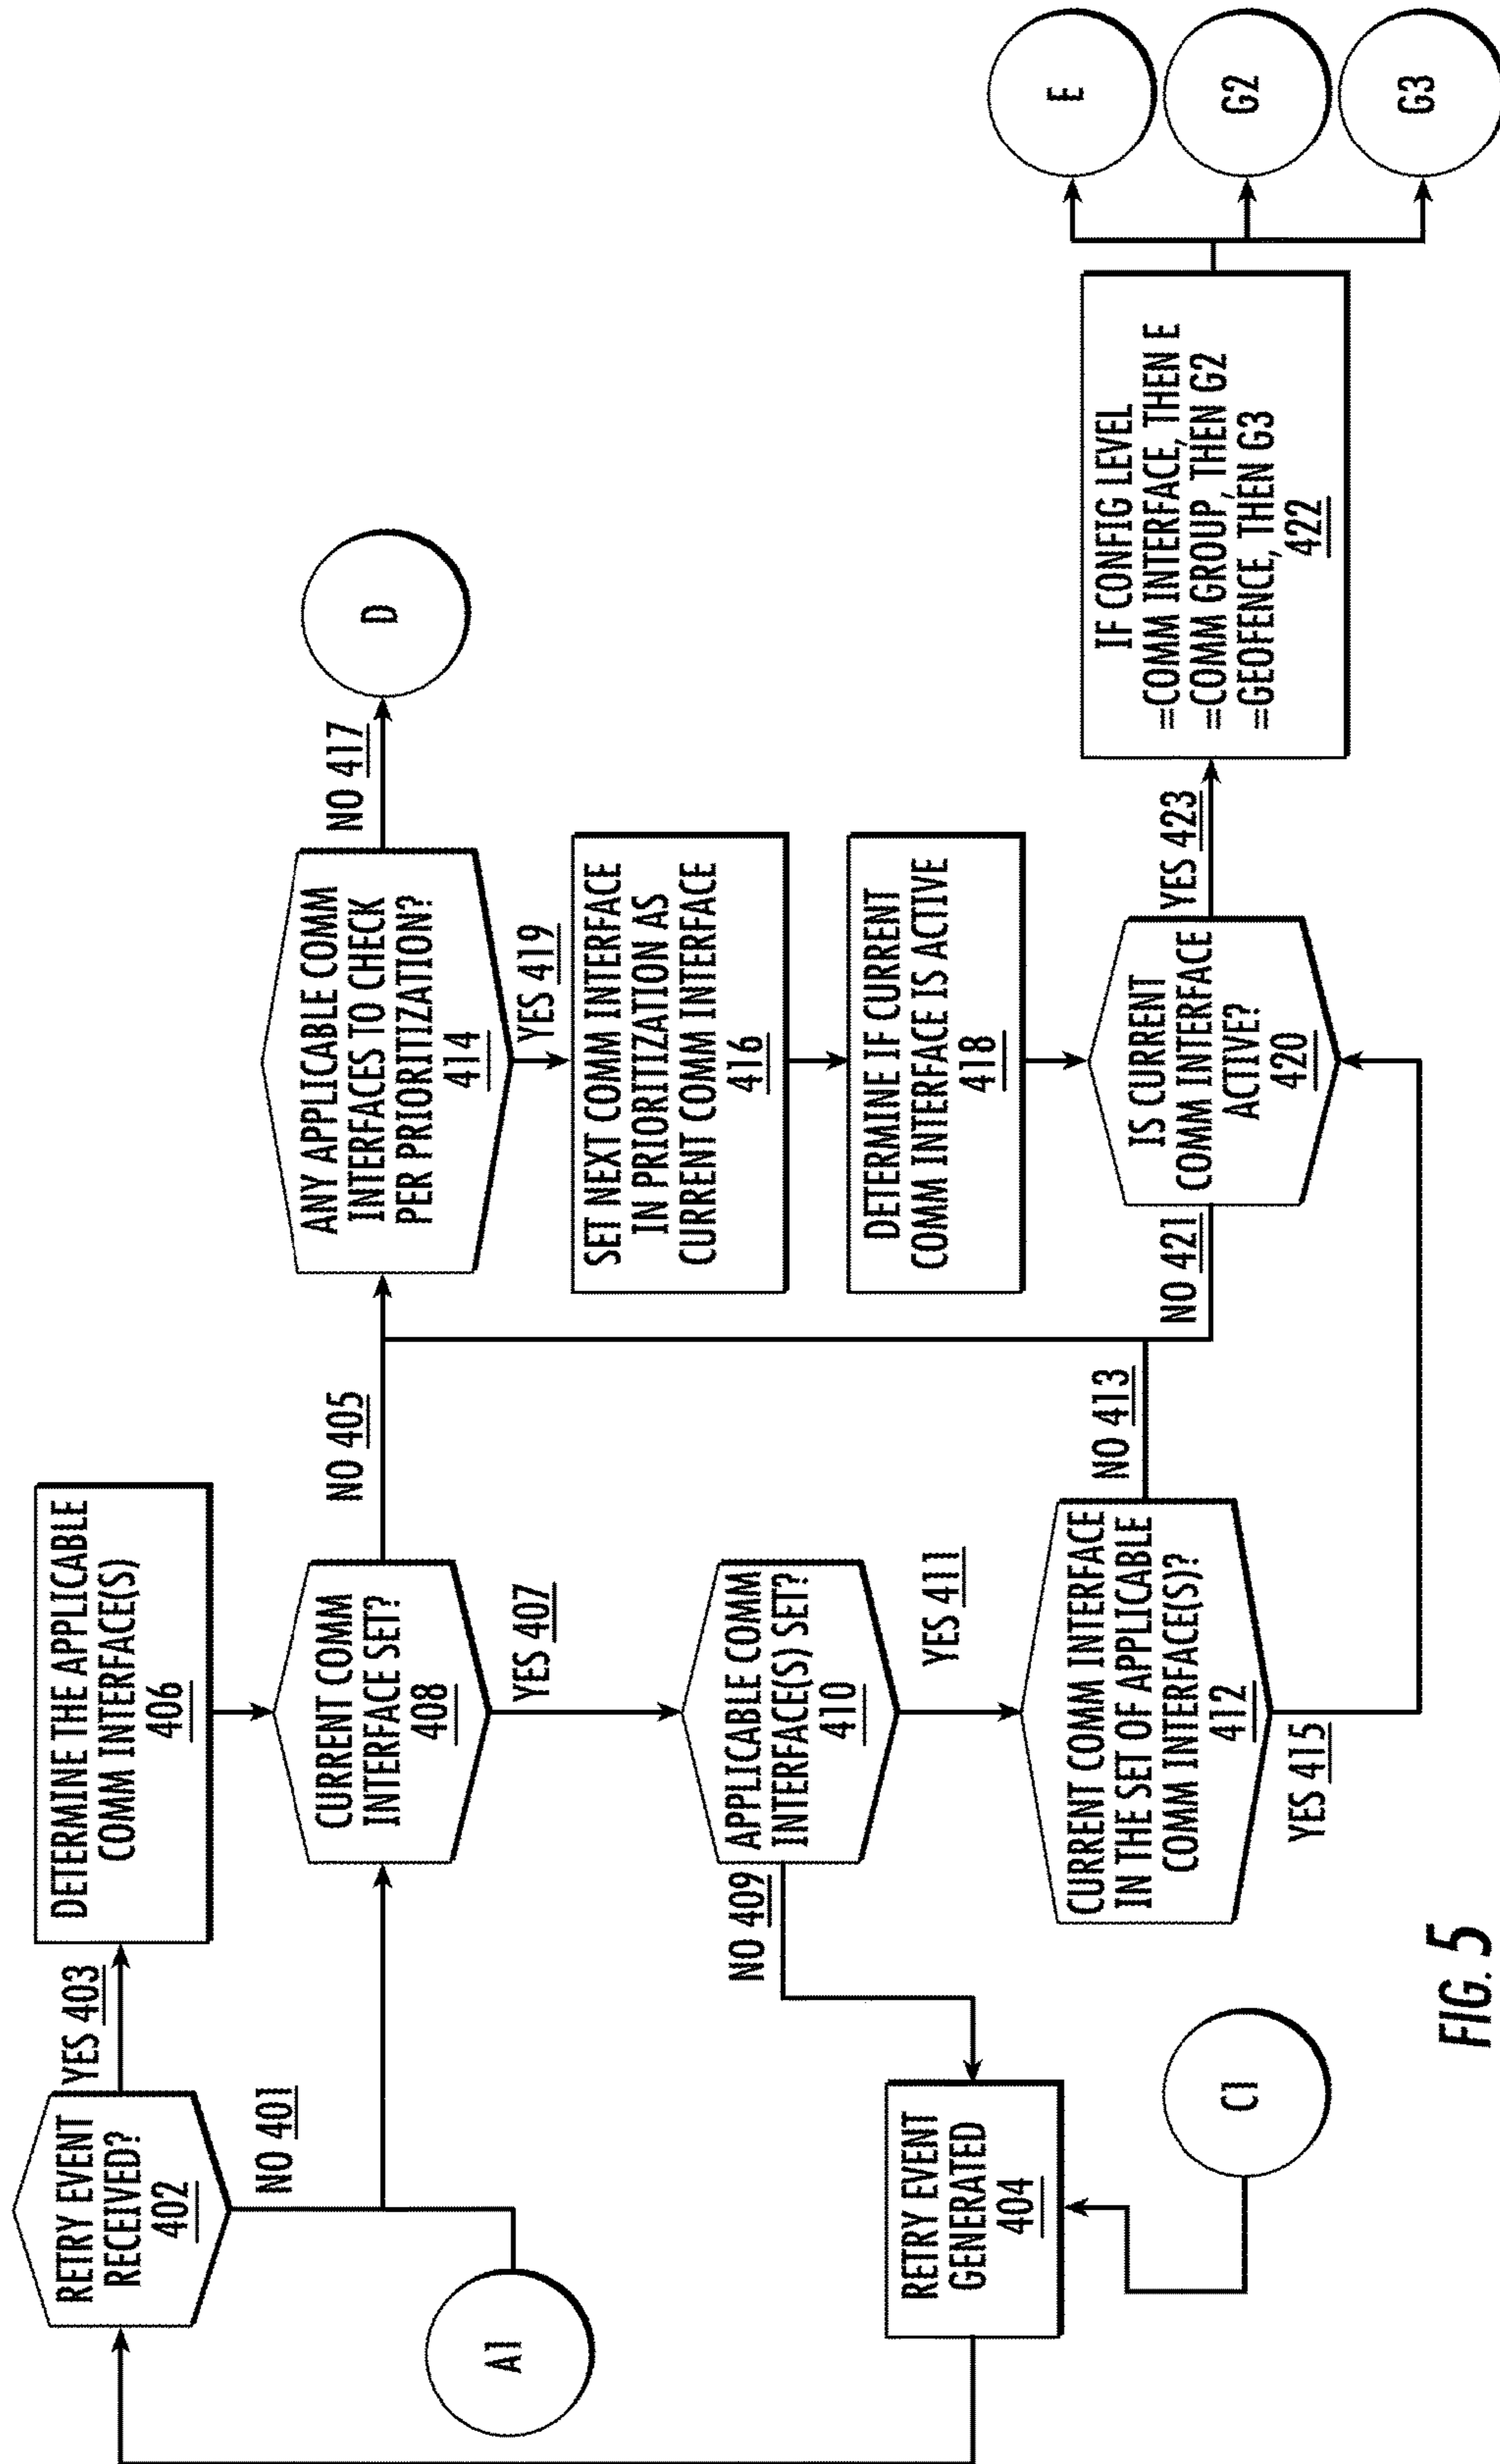 RETRY EVENT
RECEIVED?
402
YES 403
NO 401
A1
DETERMINE THE APPLICABLE
COMM INTERFACE(S)
406
CURRENT COMM
INTERFACE SET?
408
NO 405
YES 407
APPLICABLE COMM
INTERFACE(S) SET?
410
NO 409
YES 411
RETRY EVENT
GENERATED
404
C1
CURRENT COMM INTERFACE
IN THE SET OF APPLICABLE
COMM INTERFACE(S)?
412
NO 413
YES 415
ANY APPLICABLE COMM
INTERFACES TO CHECK
PER PRIORITIZATION?
414
NO 417
D
YES 419
SET NEXT COMM INTERFACE
IN PRIORITIZATION AS
CURRENT COMM INTERFACE
416
DETERMINE IF CURRENT
COMM INTERFACE IS ACTIVE
418
IS CURRENT
COMM INTERFACE
ACTIVE?
420
NO 421
YES 423
IF CONFIG LEVEL
=COMM INTERFACE, THEN E
=COMM GROUP, THEN G2
=GEOFENCE, THEN G3
422
E
G2
G3
FIG. 5